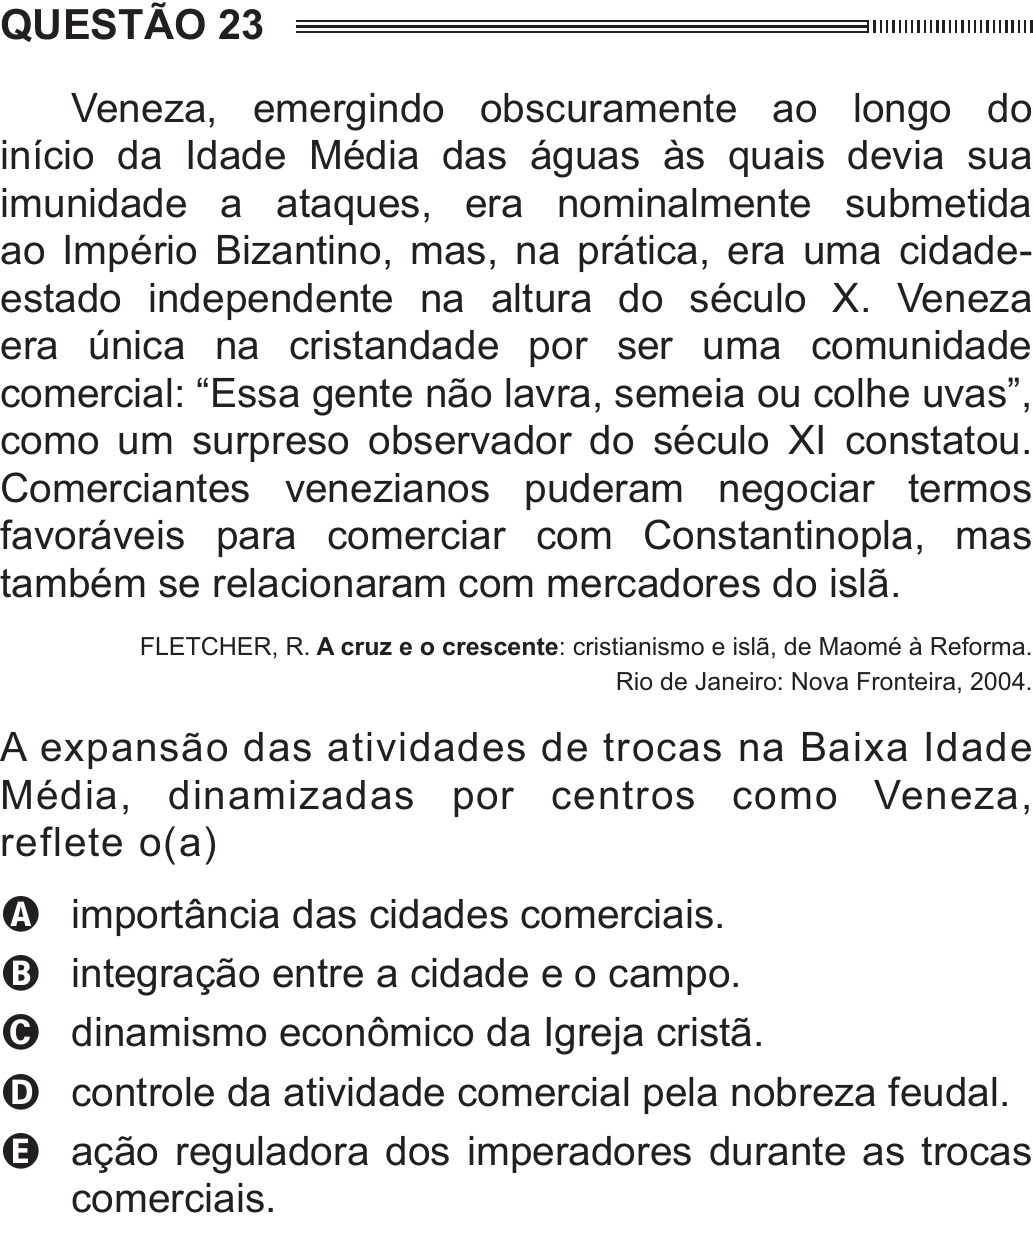 QUESTÃO 23
Veneza, emergindo obscuramente ao longo do
início da Idade Média das águas às quais devia sua
imunidade a ataques, era nominalmente submetida
ao Império Bizantino, mas, na prática, era uma cidade-
estado independente na altura do século X. Veneza
era única na cristandade por ser uma comunidade
comercial: “Essa gente não lavra, semeia ou colhe uvas”,
como um surpreso observador do século XI constatou.
Comerciantes venezianos puderam negociar termos
favoráveis para comerciar com Constantinopla, mas
também se relacionaram com mercadores do islã.
FLETCHER, R. A cruz e o crescente: cristianismo e islã, de Maomé à Reforma.
Rio de Janeiro: Nova Fronteira, 2004.
A expansão das atividades de trocas na Baixa Idade
Média, dinamizadas por centros como Veneza,
reflete o(a)
A importância das cidades comerciais.
B integração entre a cidade e o campo.
C dinamismo econômico da Igreja cristã.
D controle da atividade comercial pela nobreza feudal.
E ação reguladora dos imperadores durante as trocas
comerciais.